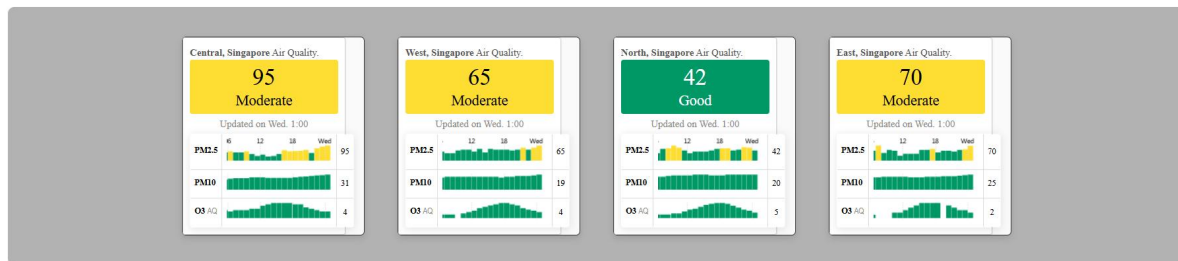 Central, Singapore Air Quality.
95
Moderate
Updated on Wed. 1:00
6 12 18 Wed
PM2.5 95
PM10 31
O3 AQ 4
West, Singapore Air Quality.
65
Moderate
Updated on Wed. 1:00
12 18 Wed
PM2.5 65
PM10 19
O3 AQ 4
North, Singapore Air Quality.
42
Good
Updated on Wed. 1:00
12 18 Wed
PM2.5 42
PM10 20
O3 AQ 5
East, Singapore Air Quality.
70
Moderate
Updated on Wed. 1:00
12 18 Wed
PM2.5 70
PM10 25
O3 AQ 2